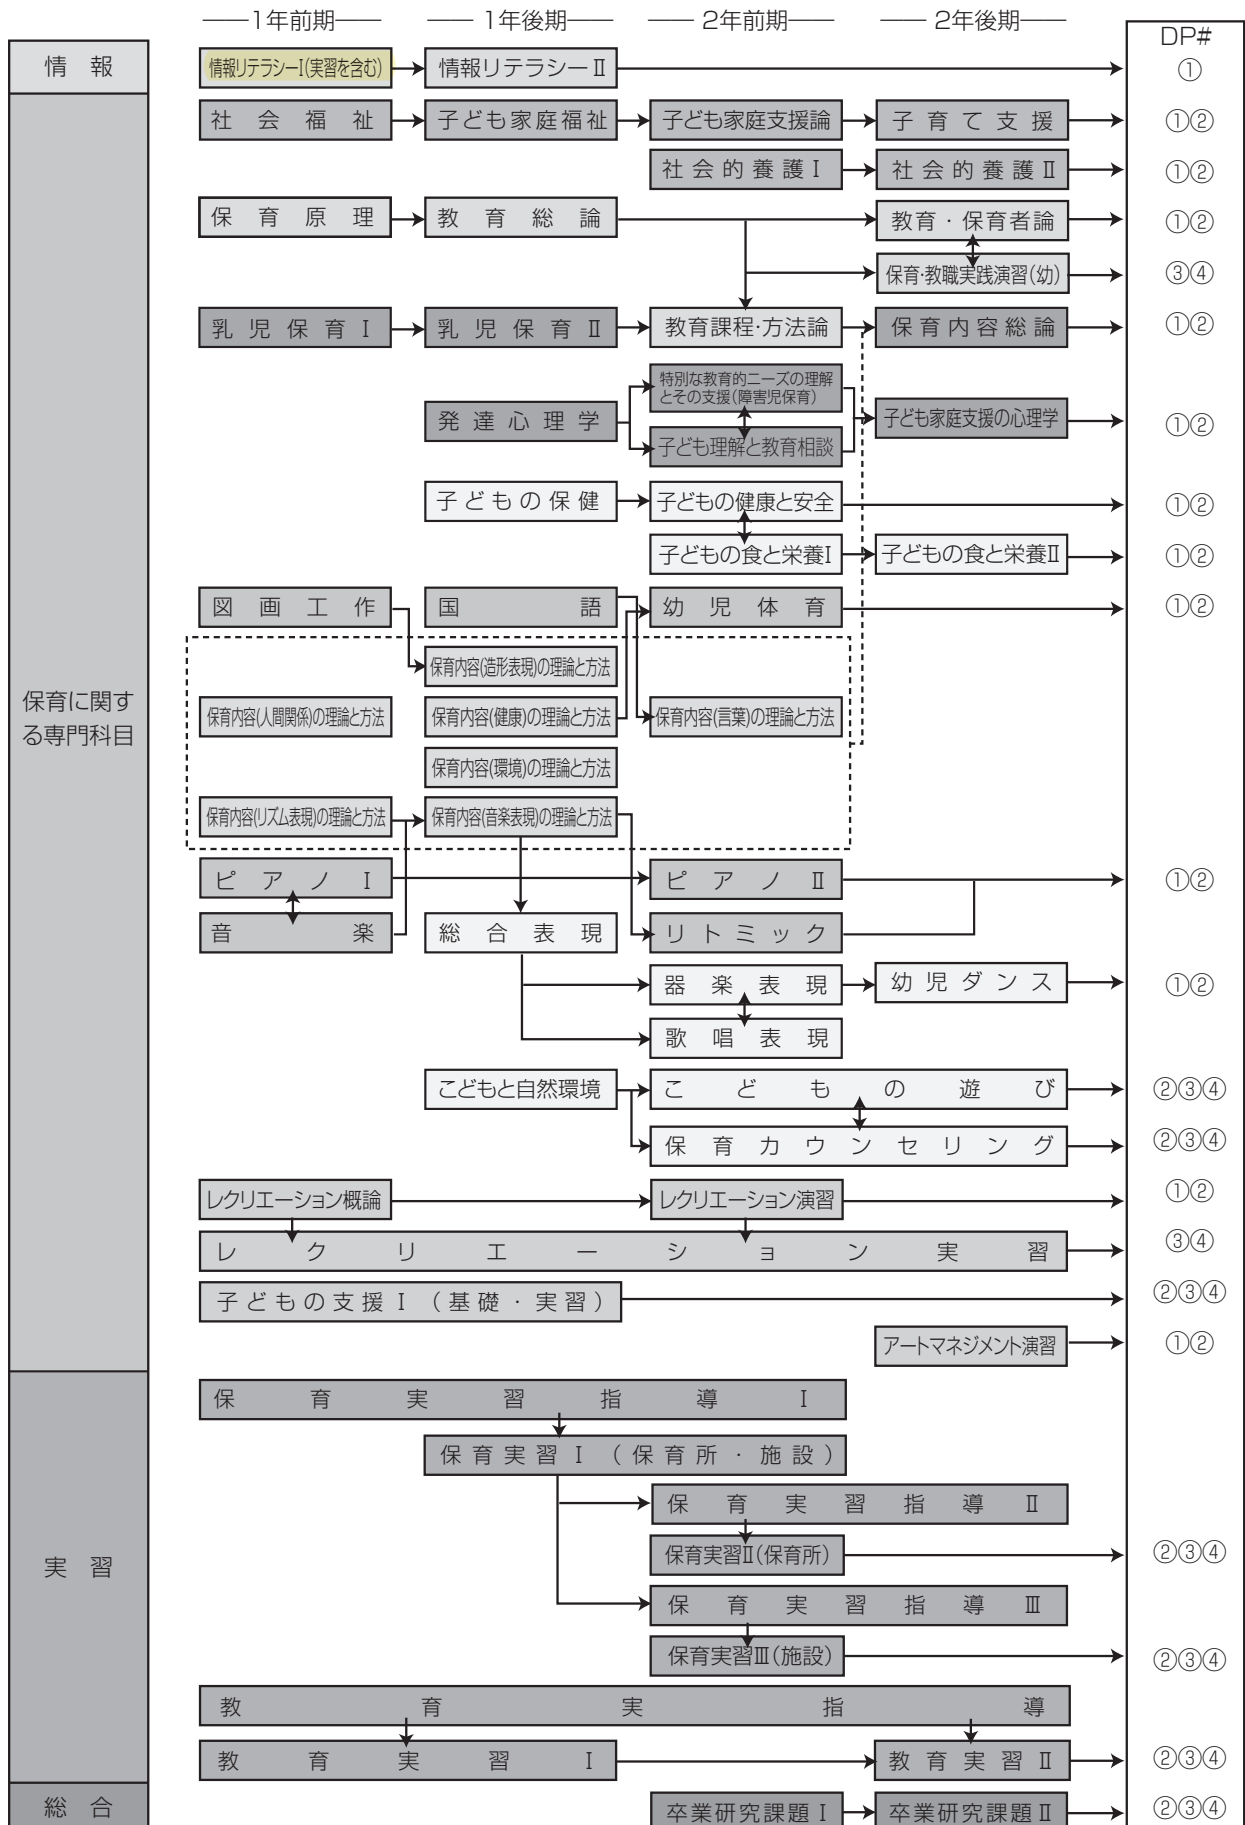 1年前期 1年後期 2年前期 2年後期
DP#
情報 情報リテラシーⅠ(実習を含む) 情報リテラシーⅡ ①
社会福祉 子ども家庭福祉 子ども家庭支援論 子育て支援 ①②
社会的養護Ⅰ 社会的養護Ⅱ ①②
保育原理 教育総論 教育・保育者論 ①②
保育・教職実践演習(幼) ③④
乳児保育Ⅰ 乳児保育Ⅱ 教育課程・方法論 保育内容総論 ①②
特別な教育的ニーズの理解
とその支援(障害児保育)
発達心理学 子ども家庭支援の心理学 ①②
子ども理解と教育相談
子どもの保健 子どもの健康と安全 ①②
子どもの食と栄養Ⅰ 子どもの食と栄養Ⅱ ①②
図画工作 国語 幼児体育 ①②
保育内容(造形表現)の理論と方法
保育に関す
る専門科目
保育内容(人間関係)の理論と方法 保育内容(健康)の理論と方法 保育内容(言葉)の理論と方法
保育内容(環境)の理論と方法
保育内容(リズム表現)の理論と方法 保育内容(音楽表現)の理論と方法
ピアノⅠ ピアノⅡ ①②
音楽 総合表現 リトミック
器楽表現 幼児ダンス ①②
歌唱表現
こどもと自然環境 こどもの遊び ②③④
保育カウンセリング ②③④
レクリエーション概論 レクリエーション演習 ①②
レクリエーション実習 ③④
子どもの支援Ⅰ(基礎・実習) ②③④
アートマネジメント演習 ①②
保育実習指導Ⅰ
保育実習Ⅰ(保育所・施設)
保育実習指導Ⅱ
実習 保育実習Ⅱ(保育所) ②③④
保育実習指導Ⅲ
保育実習Ⅲ(施設) ②③④
教育実指導
教育実習Ⅰ 教育実習Ⅱ ②③④
総合 卒業研究課題Ⅰ 卒業研究課題Ⅱ ②③④